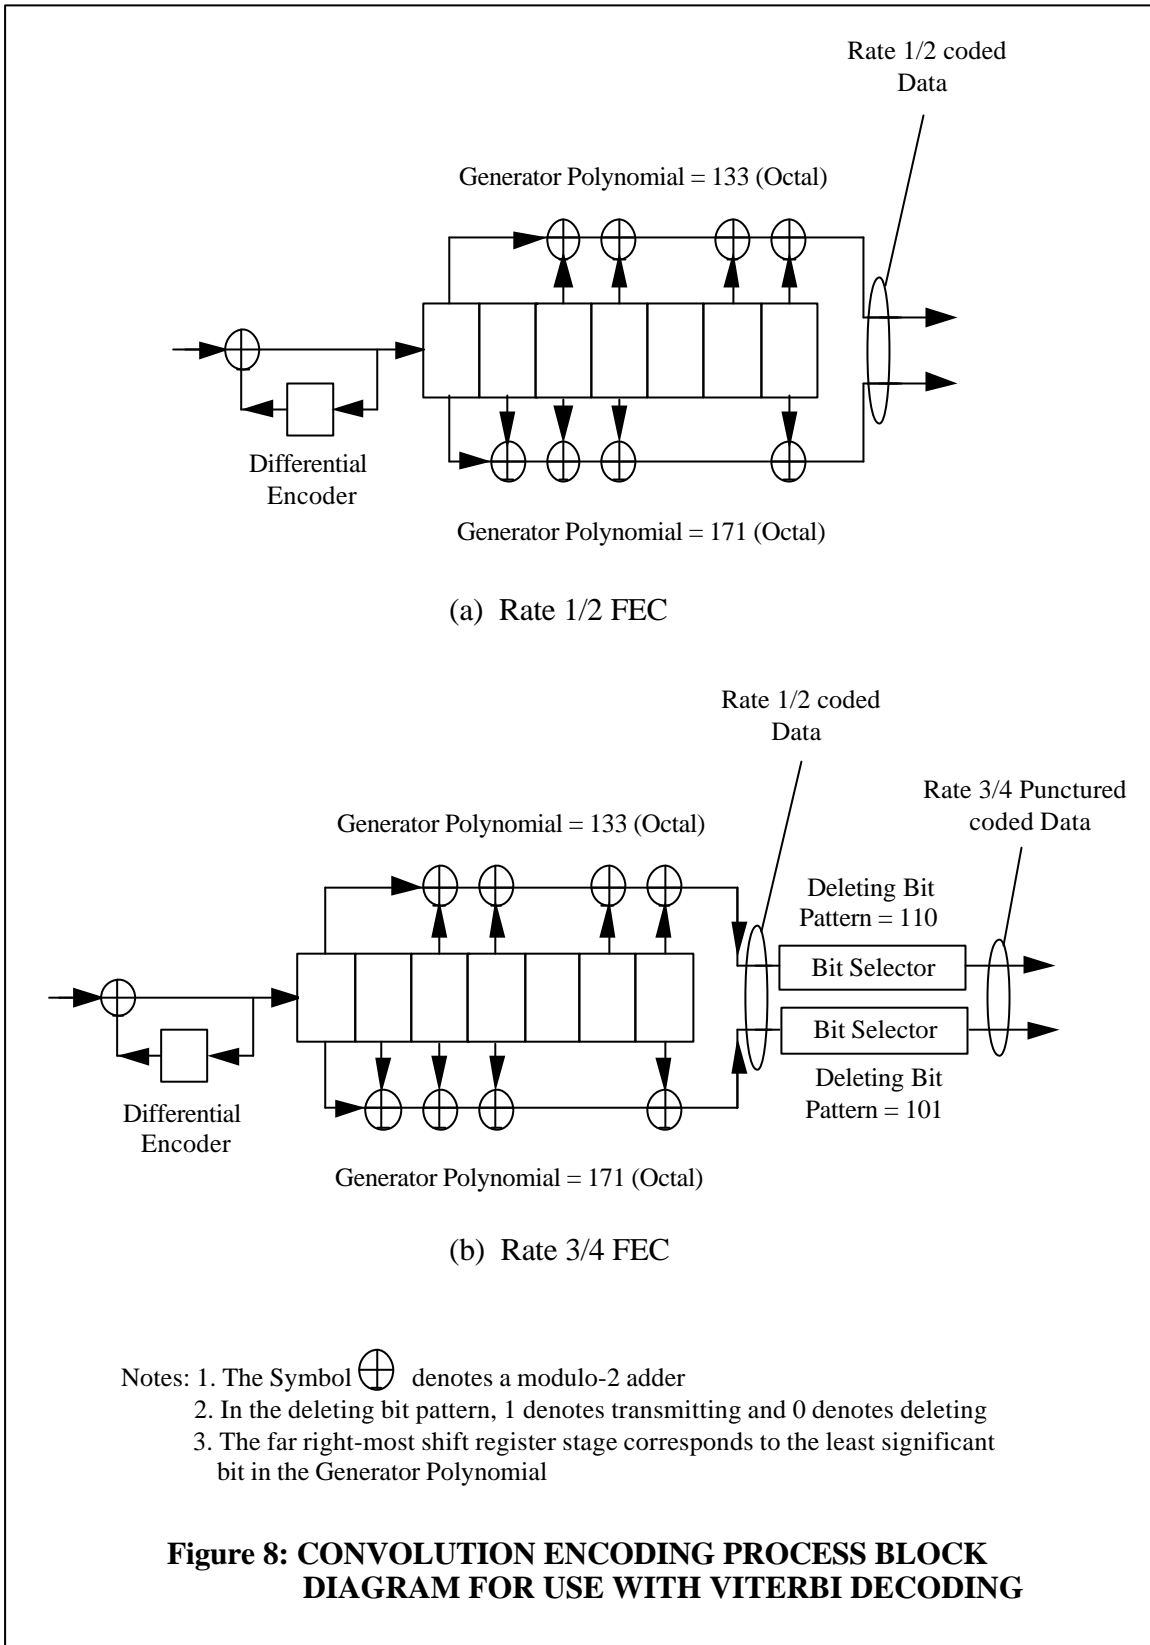 Rate 1/2 coded
Data
Generator Polynomial = 133 (Octal)
Differential
Encoder
Generator Polynomial = 171 (Octal)
(a) Rate 1/2 FEC
Rate 1/2 coded
Data
Rate 3/4 Punctured
coded Data
Generator Polynomial = 133 (Octal)
Deleting Bit
Pattern = 110
Bit Selector
Bit Selector
Deleting Bit
Pattern = 101
Differential
Encoder
Generator Polynomial = 171 (Octal)
(b) Rate 3/4 FEC
Notes: 1. The Symbol ⊕ denotes a modulo-2 adder
2. In the deleting bit pattern, 1 denotes transmitting and 0 denotes deleting
3. The far right-most shift register stage corresponds to the least significant
bit in the Generator Polynomial
Figure 8: CONVOLUTION ENCODING PROCESS BLOCK
DIAGRAM FOR USE WITH VITERBI DECODING